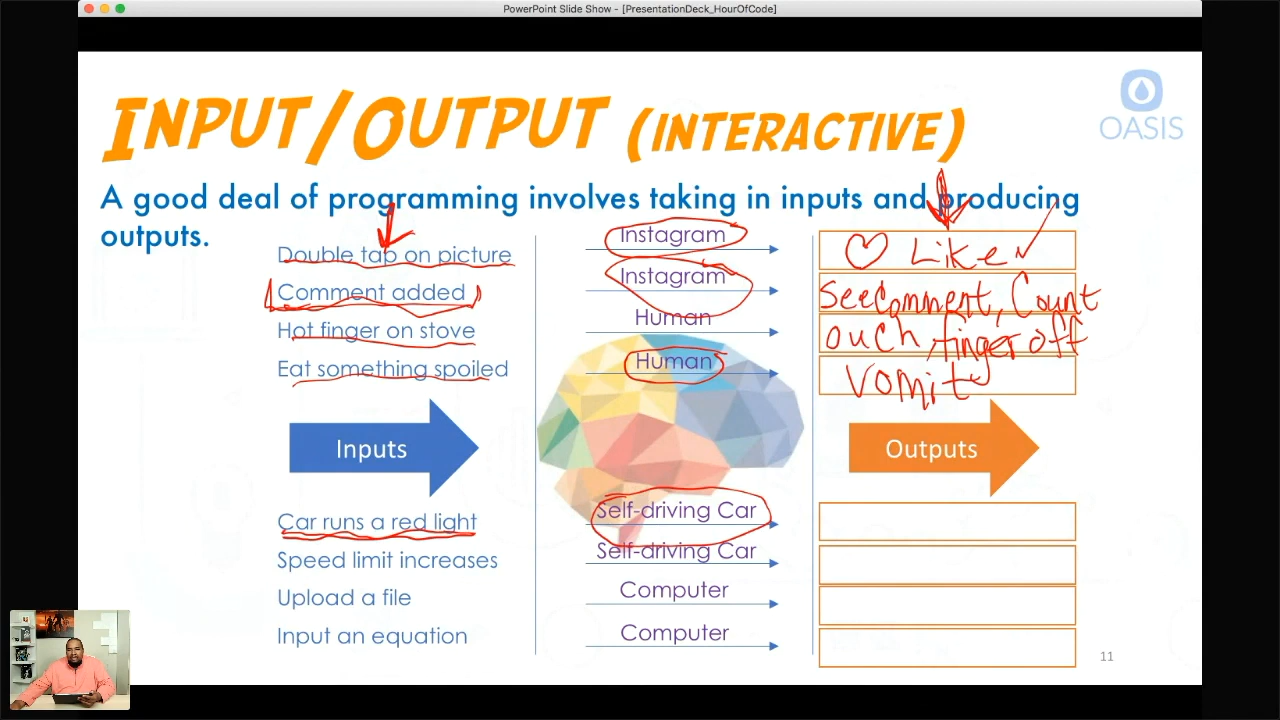 PowerPoint Slide Show - [PresentationDeck_HourOfCode]
INPUT/OUTPUT (INTERACTIVE)
OASIS
A good deal of programming involves taking in inputs and producing
outputs.
Double tap on picture Instagram ♡ Like ✓
Comment added Instagram See Comment, Count
Hot finger on stove Human ouch, finger off
Eat something spoiled Human Vomit
Inputs Outputs
Car runs a red light Self-driving Car
Speed limit increases Self-driving Car
Upload a file Computer
Input an equation Computer
11